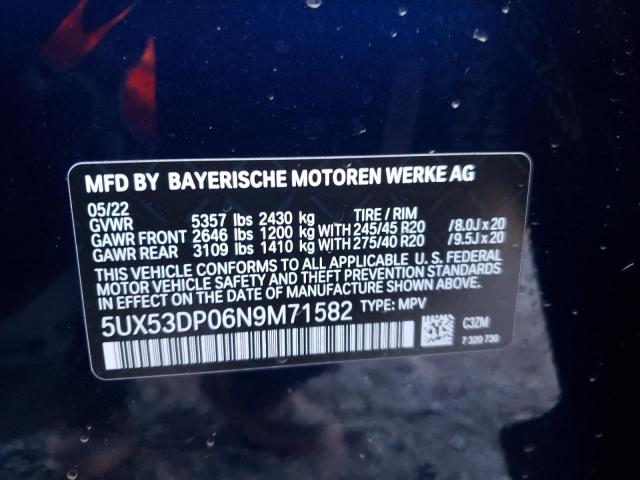 MFD BY BAYERISCHE MOTOREN WERKE AG
05/22
GVWR 5357 lbs 2430 kg TIRE / RIM
GAWR FRONT 2646 lbs 1200 kg WITH 245/45 R20 /8.0J x 20
GAWR REAR 3109 lbs 1410 kg WITH 275/40 R20 /9.5J x 20
THIS VEHICLE CONFORMS TO ALL APPLICABLE U. S. FEDERAL
MOTOR VEHICLE SAFETY AND THEFT PREVENTION STANDARDS
IN EFFECT ON THE DATE OF MANUFACTURE SHOWN ABOVE.
5UX53DP06N9M71582 TYPE: MPV
C3ZM
7 320 730